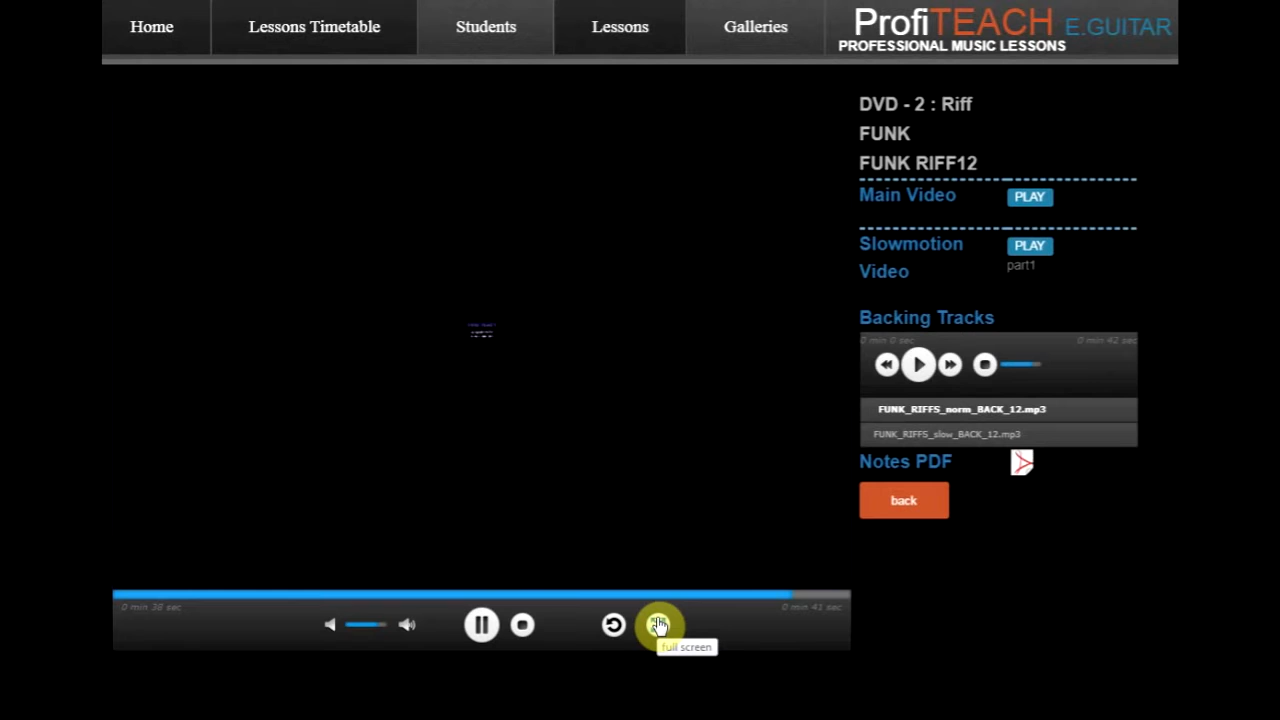 Home Lessons Timetable Students Lessons Galleries
ProfiTEACH E.GUITAR
PROFESSIONAL MUSIC LESSONS
DVD - 2 : Riff
FUNK
FUNK RIFF12
Main Video PLAY
Slowmotion PLAY
Video part1
Backing Tracks
0 min 0 sec 0 min 42 sec
FUNK_RIFFS_norm_BACK_12.mp3
FUNK_RIFFS_slow_BACK_12.mp3
Notes PDF
back
0 min 38 sec 0 min 41 sec
full screen